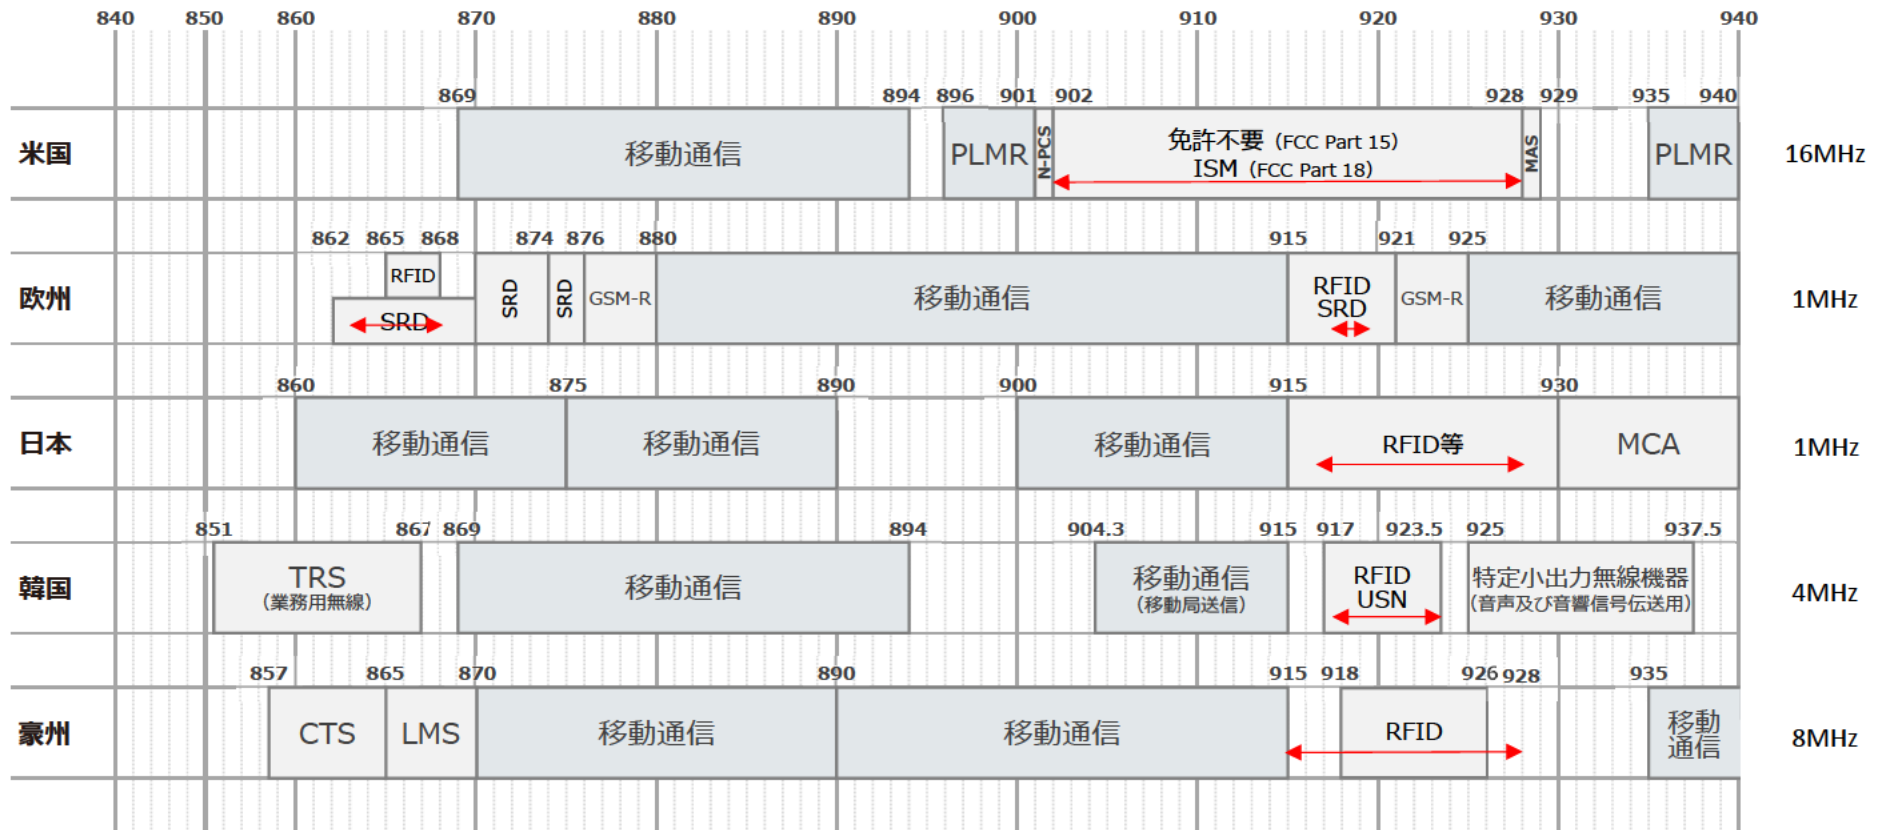 840 850 860 870 880 890 900 910 920 930 940
869 894 896 901 902 928 929 935 940
米国 移動通信 PLMR N-PCS 免許不要 (FCC Part 15) MAS PLMR 16MHz
ISM (FCC Part 18)
862 865 868 874 876 880 915 921 925
RFID
欧州 SRD SRD SRD GSM-R 移動通信 RFID GSM-R 移動通信 1MHz
SRD
860 875 890 900 915 930
日本 移動通信 移動通信 移動通信 RFID等 MCA 1MHz
851 867 869 894 904.3 915 917 923.5 925 937.5
韓国 TRS 移動通信 移動通信 RFID 特定小出力無線機器 4MHz
(業務用無線) (移動局送信) USN (音声及び音響信号伝送用)
857 865 870 890 915 918 926 928 935
豪州 CTS LMS 移動通信 移動通信 RFID 移動 8MHz
通信